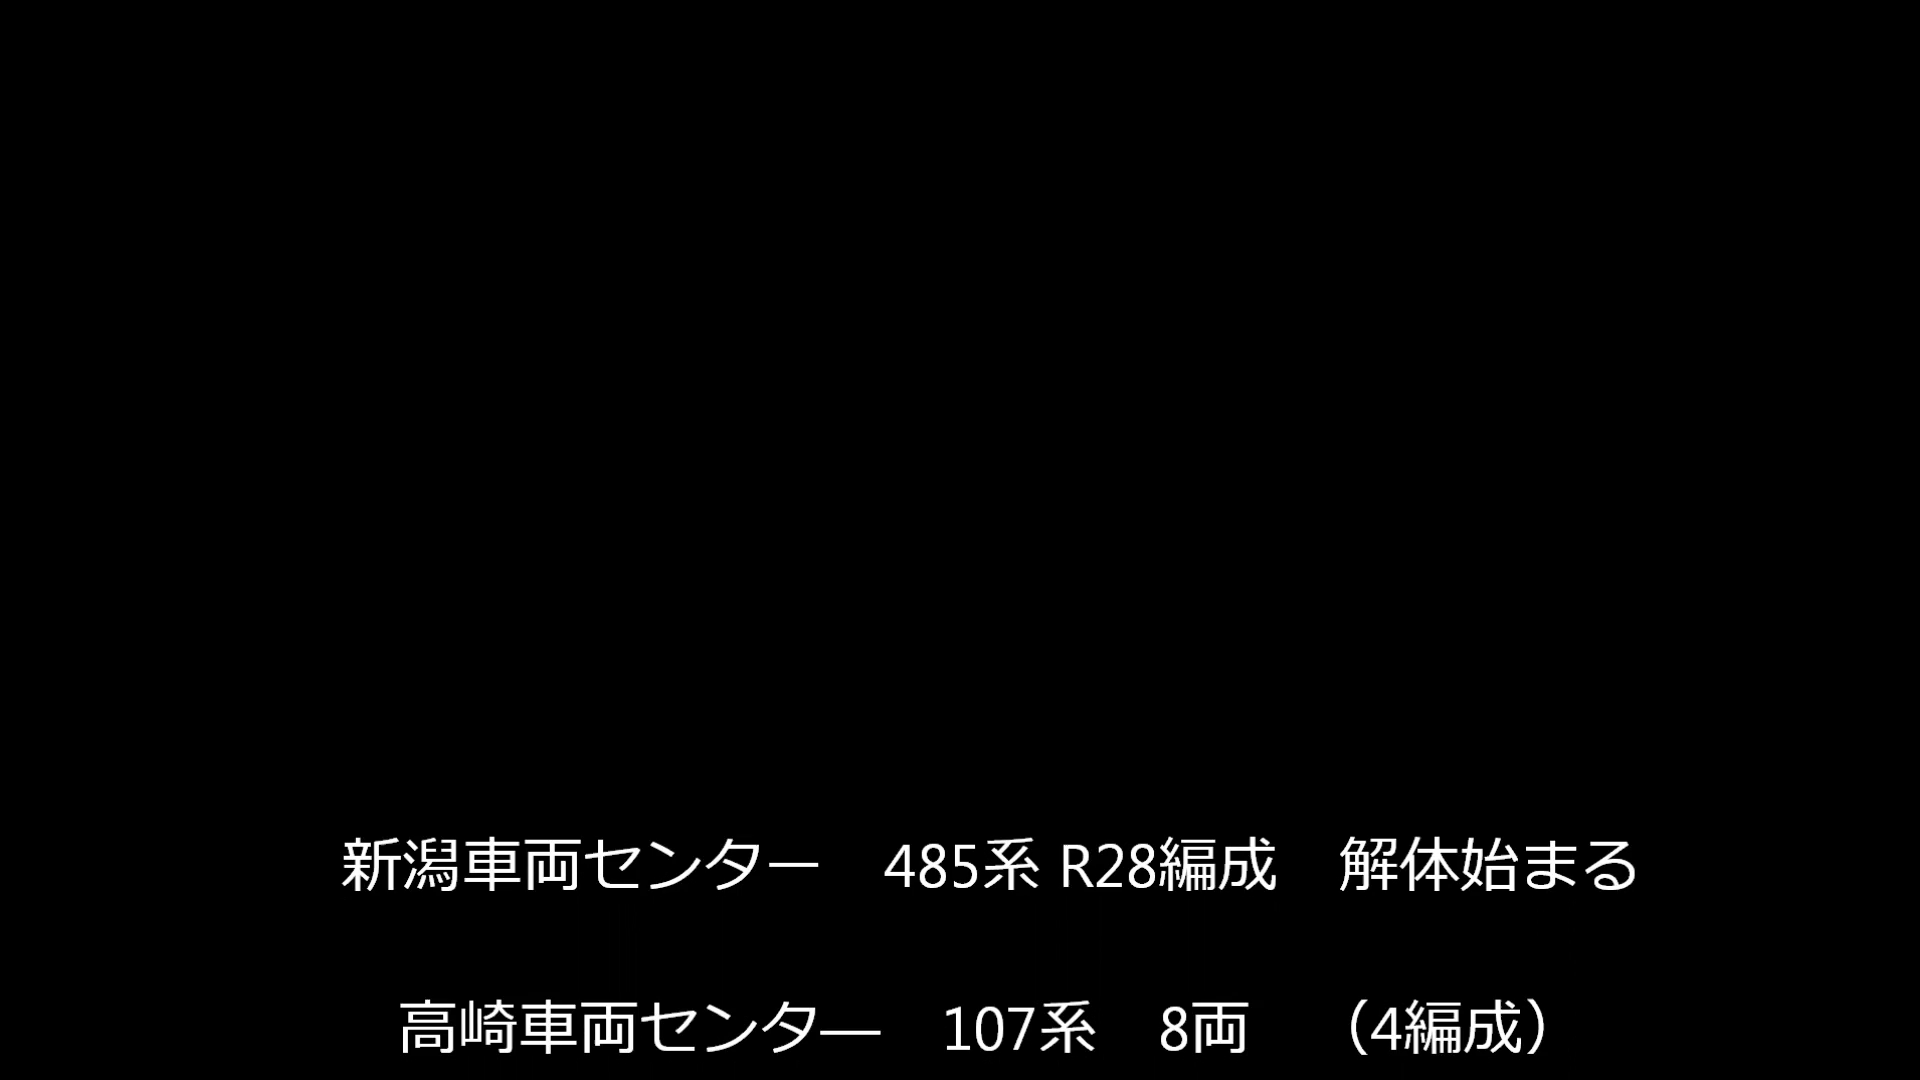 新潟車両センター　485系 R28編成　解体始まる
高崎車両センタ―　107系　8両　（4編成）